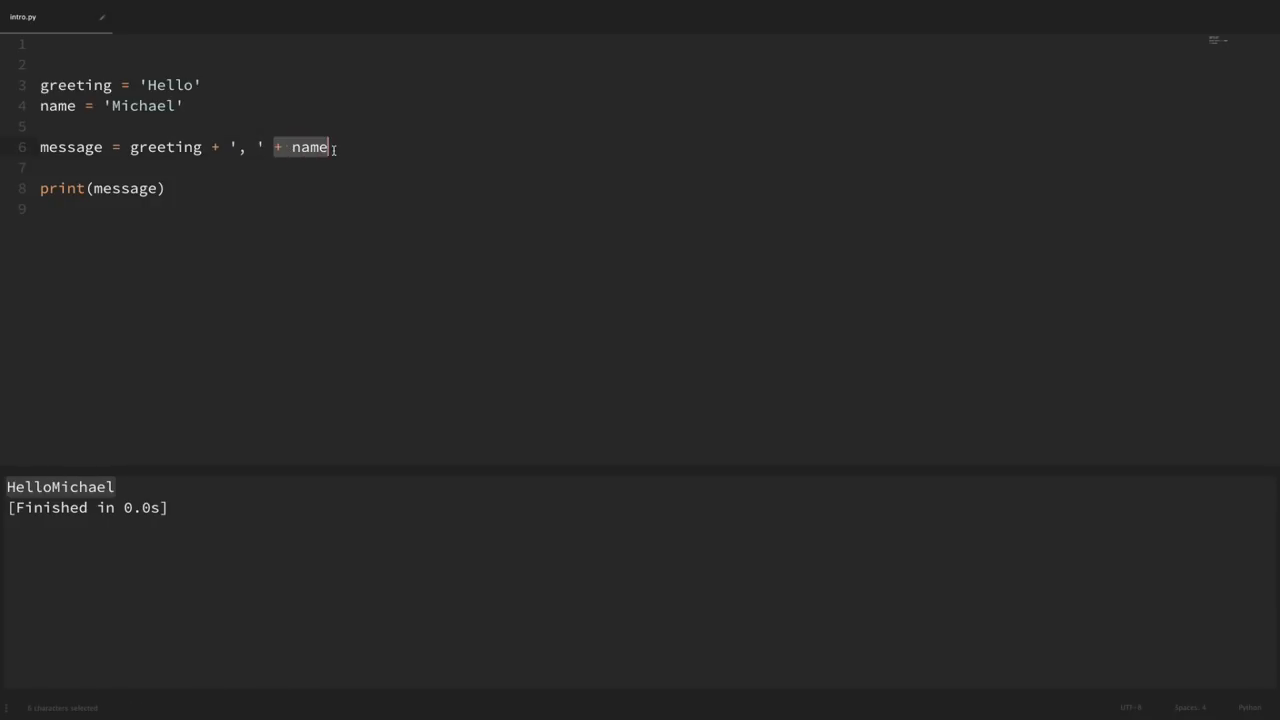 intro.py
1
2
3 greeting = 'Hello'
4 name = 'Michael'
5
6 message = greeting + ', ' + name
7
8 print(message)
9
HelloMichael
[Finished in 0.0s]
6 characters selected
UTF-8 Spaces: 4 Python